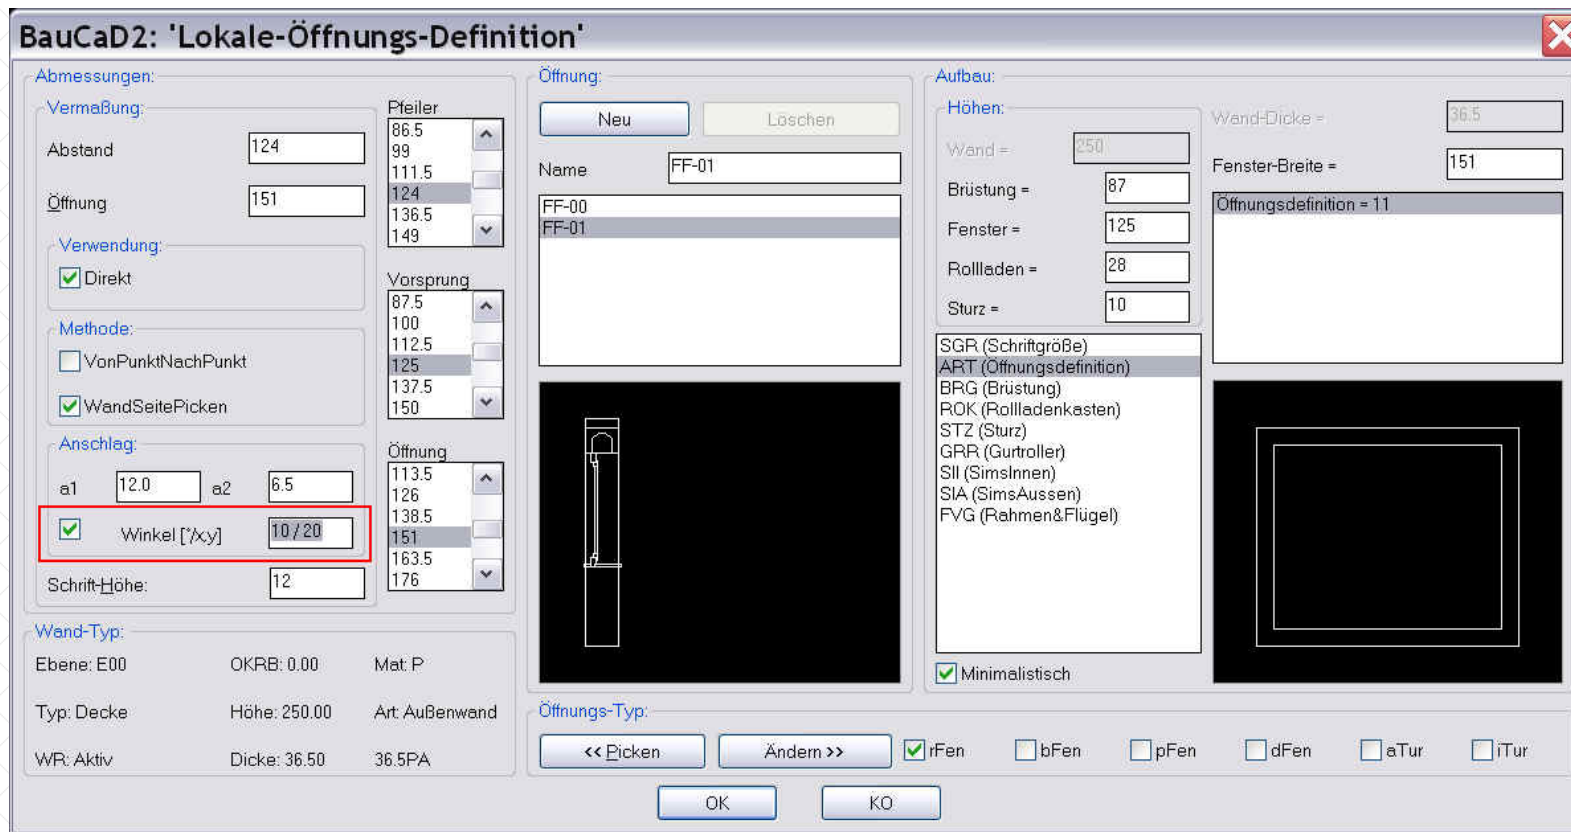 BauCaD2: 'Lokale-Öffnungs-Definition'
Abmessungen:
Vermaßung:
Abstand 124
Öffnung 151
Verwendung:
Direkt
Methode:
VonPunktNachPunkt
WandSeitePicken
Anschlag:
a1 12.0 a2 6.5
Winkel [°/x,y] 10 / 20
Schrift-Höhe: 12
Pfeiler
86.5
99
111.5
124
136.5
149
Vorsprung
87.5
100
112.5
125
137.5
150
Öffnung
113.5
126
138.5
151
163.5
176
Wand-Typ:
Ebene: E00 OKRB: 0.00 Mat: P
Typ: Decke Höhe: 250.00 Art: Außenwand
WR: Aktiv Dicke: 36.50 36.5PA
Öffnung:
Neu Löschen
Name FF-01
FF-00
FF-01
Aufbau:
Höhen:
Wand = 250
Brüstung = 87
Fenster = 125
Rollladen = 28
Sturz = 10
Wand-Dicke = 36.5
Fenster-Breite = 151
Öffnungsdefinition = 11
SGR (Schriftgröße)
ART (Öffnungsdefinition)
BRG (Brüstung)
ROK (Rollladenkasten)
STZ (Sturz)
GRR (Gurtroller)
SII (SimsInnen)
SIA (SimsAussen)
FVG (Rahmen&Flügel)
Minimalistisch
Öffnungs-Typ:
<< Picken Ändern >> rFen bFen pFen dFen aTur iTur
OK KO